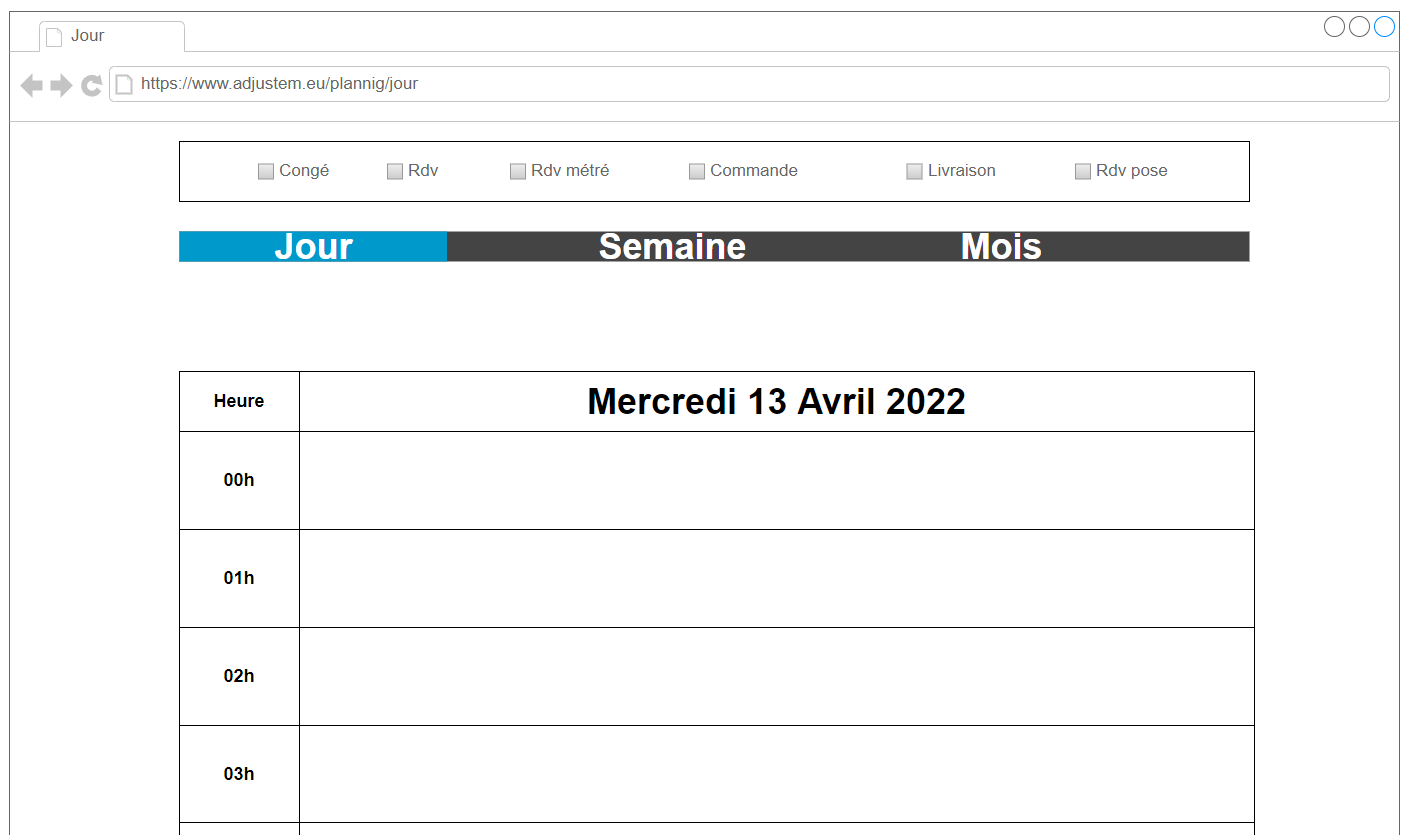 Jour
https://www.adjustem.eu/plannig/jour
Congé Rdv Rdv métré Commande Livraison Rdv pose
Jour Semaine Mois
Heure Mercredi 13 Avril 2022
00h
01h
02h
03h